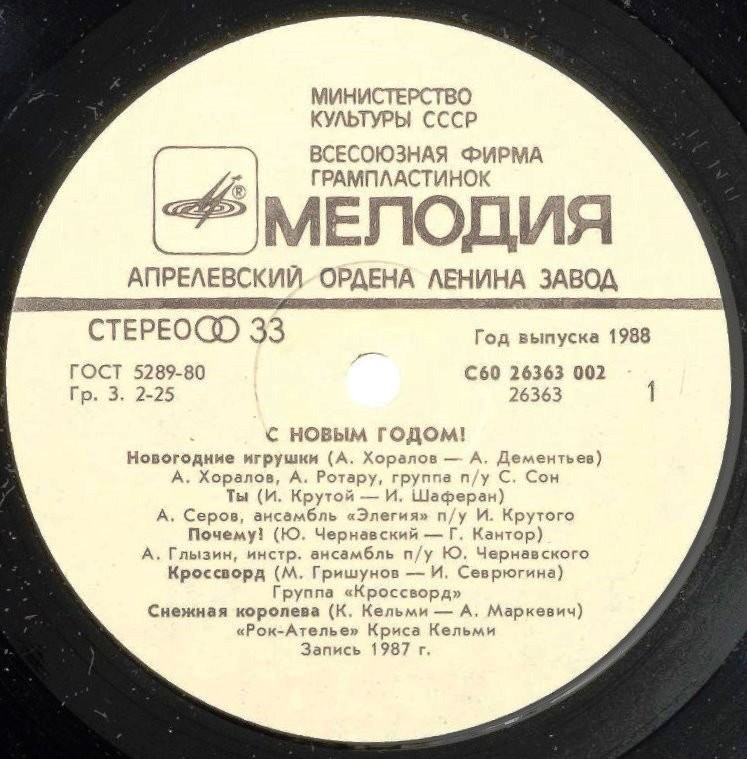 МИНИСТЕРСТВО
КУЛЬТУРЫ СССР
ВСЕСОЮЗНАЯ ФИРМА
ГРАМПЛАСТИНОК
®
МЕЛОДИЯ
АПРЕЛЕВСКИЙ ОРДЕНА ЛЕНИНА ЗАВОД
СТЕРЕО 33
Год выпуска 1988
ГОСТ 5289-80
С60 26363 002
Гр. 3. 2-25
26363
1
С НОВЫМ ГОДОМ!
Новогодние игрушки (А. Хоралов — А. Дементьев)
А. Хоралов, А. Ротару, группа п/у С. Сон
Ты (И. Крутой — И. Шаферан)
А. Серов, ансамбль «Элегия» п/у И. Крутого
Почему? (Ю. Чернавский — Г. Кантор)
А. Глызин, инстр. ансамбль п/у Ю. Чернавского
Кроссворд (М. Гришунов — И. Севрюгина)
Группа «Кроссворд»
Снежная королева (К. Кельми — А. Маркевич)
«Рок-Ателье» Криса Кельми
Запись 1987 г.